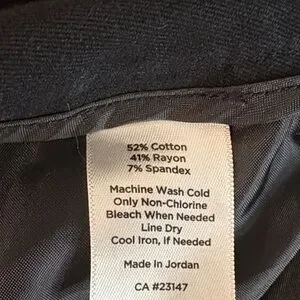 52% Cotton
41% Rayon
7% Spandex
Machine Wash Cold
Only Non-Chlorine
Bleach When Needed
Line Dry
Cool Iron, If Needed
Made In Jordan
CA #23147